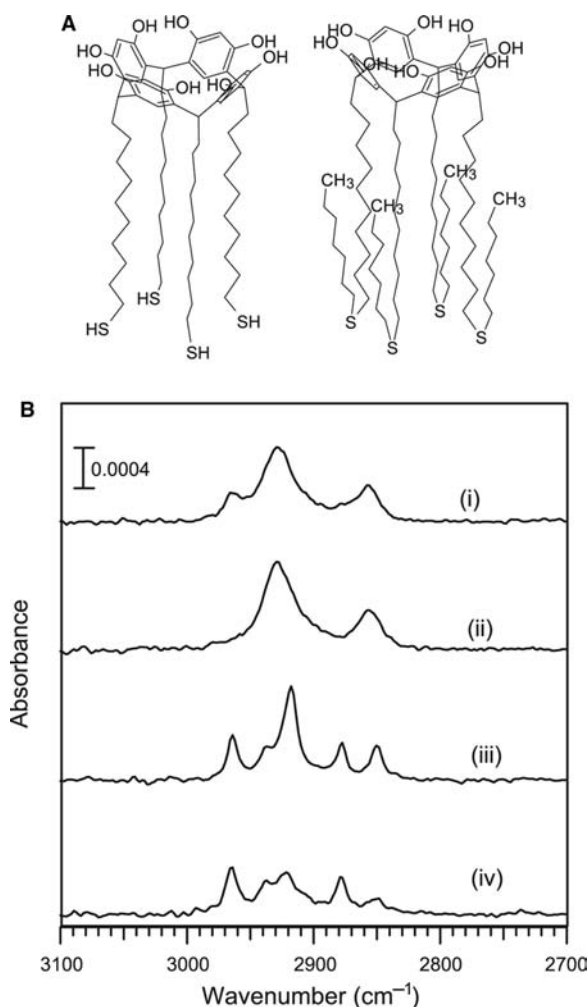 A
HO OH
HO OH
HO OH
HO OH
HS
HS
SH
SH
HO OH
HO OH
OH
HO OH
OH
CH3
CH3
CH3
CH3
S
S
S
S
B
0.0004
(i)
(ii)
(iii)
(iv)
Absorbance
3100 3000 2900 2800 2700
Wavenumber (cm⁻¹)